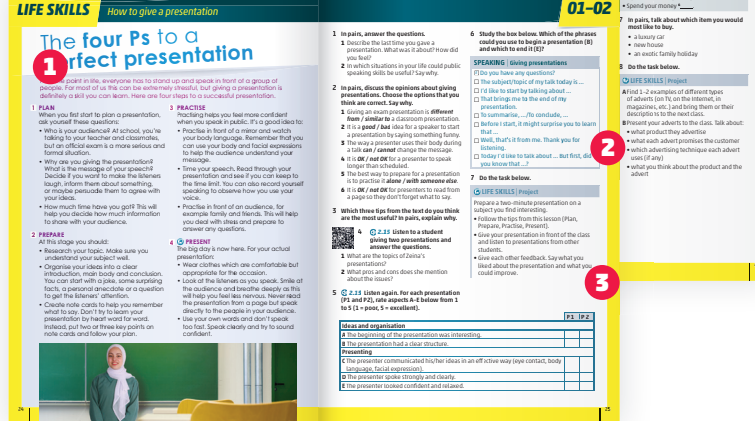 LIFE SKILLS
How to give a presentation
01–02
The four Ps to a
perfect presentation
1
point in life, everyone has to stand up and speak in front of a group of
people. For most of us this can be extremely stressful, but giving a presentation is
definitely a skill you can learn. Here are four steps to a successful presentation.
1 PLAN
When you first start to plan a presentation,
ask yourself these questions:
• Who is your audience? At school, you're
talking to your teacher and classmates,
but an official exam is a more serious and
formal situation.
• Why are you giving the presentation?
What is the message of your speech?
Decide if you want to make the listeners
laugh, inform them about something,
or maybe persuade them to agree with
your ideas.
• How much time have you got? This will
help you decide how much information
to share with your audience.
2 PREPARE
At this stage you should:
• Research your topic. Make sure you
understand your subject well.
• Organise your ideas into a clear
introduction, main body and conclusion.
You can start with a joke, some surprising
facts, a personal anecdote or a question
to get the listeners' attention.
• Create note cards to help you remember
what to say. Don't try to learn your
presentation by heart word for word.
Instead, put two or three key points on
note cards and follow your plan.
3 PRACTISE
Practising helps you feel more confident
when you speak in public. It's a good idea to:
• Practise in front of a mirror and watch
your body language. Remember that you
can use your body and facial expressions
to help the audience understand your
message.
• Time your speech. Read through your
presentation and see if you can keep to
the time limit. You can also record yourself
speaking to observe how you use your
voice.
• Practise in front of an audience, for
example family and friends. This will help
you deal with stress and prepare to
answer any questions.
4 PRESENT
The big day is now here. For your actual
presentation:
• Wear clothes which are comfortable but
appropriate for the occasion.
• Look at the listeners as you speak. Smile at
the audience and breathe deeply as this
will help you feel less nervous. Never read
the presentation from a page but speak
directly to the people in your audience.
• Use your own words and don't speak
too fast. Speak clearly and try to sound
confident.
24
1 In pairs, answer the questions.
1 Describe the last time you gave a
presentation. What was it about? How did
you feel?
2 In which situations in your life could public
speaking skills be useful? Say why.
2 In pairs, discuss the opinions about giving
presentations. Choose the options that you
think are correct. Say why.
1 Giving an exam presentation is different
from / similar to a classroom presentation.
2 It is a good / bad idea for a speaker to start
a presentation by saying something funny.
3 The way a presenter uses their body during
a talk can / cannot change the message.
4 It is OK / not OK for a presenter to speak
longer than scheduled.
5 The best way to prepare for a presentation
is to practise it alone / with someone else.
6 It is OK / not OK for presenters to read from
a page so they don't forget what to say.
3 Which three tips from the text do you think
are the most useful? In pairs, explain why.
4 2.15 Listen to a student
giving two presentations and
answer the questions.
1 What are the topics of Zeina's
presentations?
2 What pros and cons does she mention
about the issues?
5 2.15 Listen again. For each presentation
(P1 and P2), rate aspects A-E below from 1
to 5 (1 = poor, 5 = excellent).
P1 P2
Ideas and organisation
A The beginning of the presentation was interesting.
B The presentation had a clear structure.
Presenting
C The presenter communicated his/her ideas in an effective way (eye contact, body
language, facial expression).
D The presenter spoke strongly and clearly.
E The presenter looked confident and relaxed.
6 Study the box below. Which of the phrases
could you use to begin a presentation (B)
and which to end it (E)?
SPEAKING | Giving presentations
Do you have any questions?
The subject/topic of my talk today is ...
I'd like to start by talking about ...
That brings me to the end of my
presentation.
To summarise, .../To conclude, ...
Before I start, it might surprise you to learn
that ...
Well, that's it from me. Thank you for
listening.
Today I'd like to talk about ... But first, did
you know that ...?
2
7 Do the task below.
LIFE SKILLS | Project
Prepare a two-minute presentation on a
subject you find interesting.
• Follow the tips from this lesson (Plan,
Prepare, Practise, Present).
• Give your presentation in front of the class
and listen to presentations from other
students.
• Give each other feedback. Say what you
liked about the presentation and what you
could improve.
3
25
• Spend your money
7 In pairs, talk about which item you would
most like to buy.
• a luxury car
• new house
• an exotic family holiday
8 Do the task below.
LIFE SKILLS | Project
A Find 1–2 examples of different types
of adverts (on TV, on the Internet, in
magazines, etc.) and bring them or their
descriptions to the next class.
B Present your adverts to the class. Talk about:
• what product they advertise
• what each advert promises the customer
• which advertising technique each advert
uses (if any)
• what you think about the product and the
advert